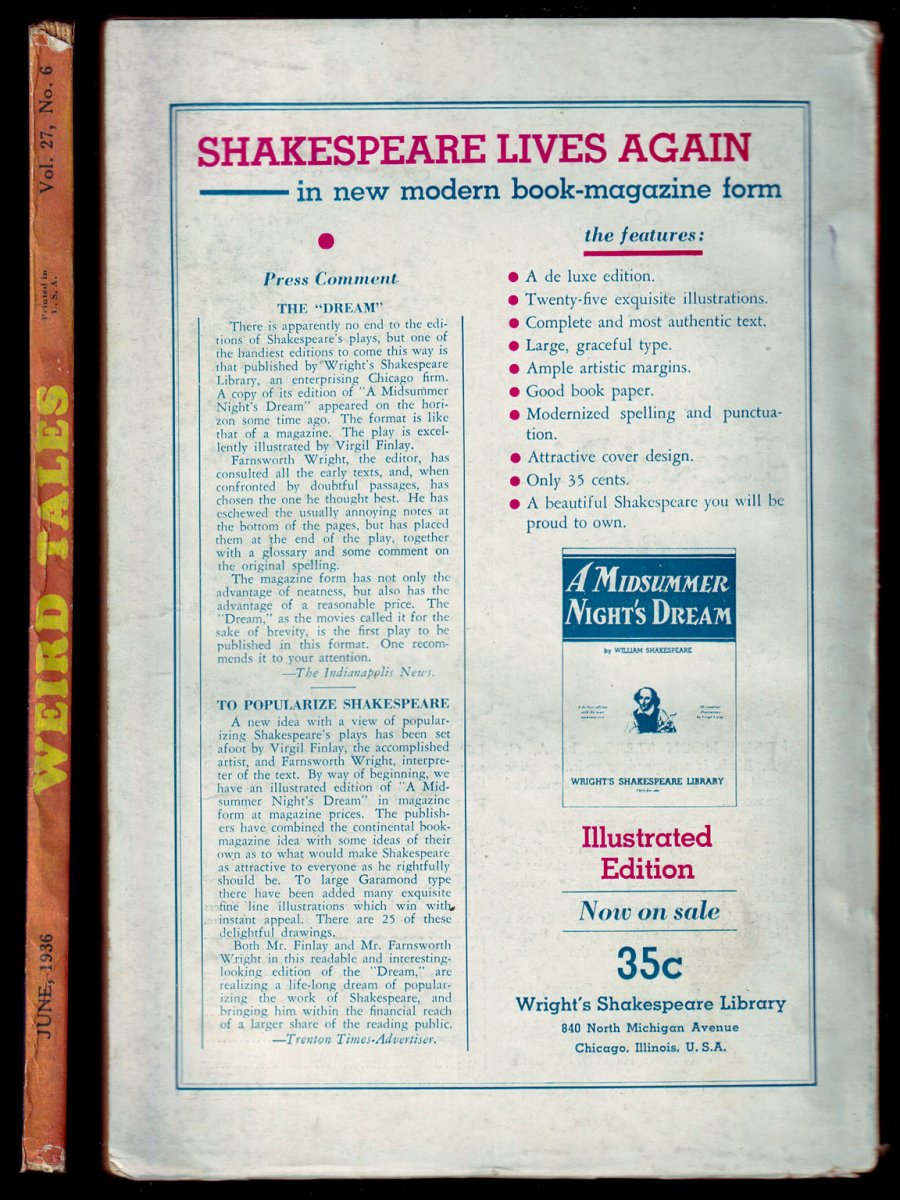 Vol. 27, No. 6
Printed in
U. S. A.
WEIRD TALES
JUNE, 1936
SHAKESPEARE LIVES AGAIN
in new modern book-magazine form
Press Comment
THE "DREAM"
There is apparently no end to the edi-
tions of Shakespeare's plays, but one of
the handiest editions to come this way is
that published by Wright's Shakespeare
Library, an enterprising Chicago firm.
A copy of its edition of "A Midsummer
Night's Dream" appeared on the hori-
zon some time ago. The format is like
that of a magazine. The play is excel-
lently illustrated by Virgil Finlay.
Farnsworth Wright, the editor, has
consulted all the early texts, and, when
confronted by doubtful passages, has
chosen the one he thought best. He has
eschewed the usually annoying notes at
the bottom of the pages, but has placed
them at the end of the play, together
with a glossary and some comment on
the original spelling.
The magazine form has not only the
advantage of neatness, but also has the
advantage of a reasonable price. The
"Dream," as the movies called it for the
sake of brevity, is the first play to be
published in this format. One recom-
mends it to your attention.
—The Indianapolis News.
TO POPULARIZE SHAKESPEARE
A new idea with a view of popular-
izing Shakespeare's plays has been set
afoot by Virgil Finlay, the accomplished
artist, and Farnsworth Wright, interpre-
ter of the text. By way of beginning, we
have an illustrated edition of "A Mid-
summer Night's Dream" in magazine
form at magazine prices. The publish-
ers have combined the continental book-
magazine idea with some ideas of their
own as to what would make Shakespeare
as attractive to everyone as he rightfully
should be. To large Garamond type
there have been added many exquisite
fine line illustrations which win with
instant appeal. There are 25 of these
delightful drawings.
Both Mr. Finlay and Mr. Farnsworth
Wright in this readable and interesting-
looking edition of the "Dream," are
realizing a life-long dream of popular-
izing the work of Shakespeare, and
bringing him within the financial reach
of a larger share of the reading public.
—Trenton Times-Advertiser.
the features:
A de luxe edition.
Twenty-five exquisite illustrations.
Complete and most authentic text.
Large, graceful type.
Ample artistic margins.
Good book paper.
Modernized spelling and punctua-
tion.
Attractive cover design.
Only 35 cents.
A beautiful Shakespeare you will be
proud to own.
A MIDSUMMER
NIGHT'S DREAM
by WILLIAM SHAKESPEARE
WRIGHT'S SHAKESPEARE LIBRARY
Illustrated
Edition
Now on sale
35c
Wright's Shakespeare Library
840 North Michigan Avenue
Chicago, Illinois, U. S. A.